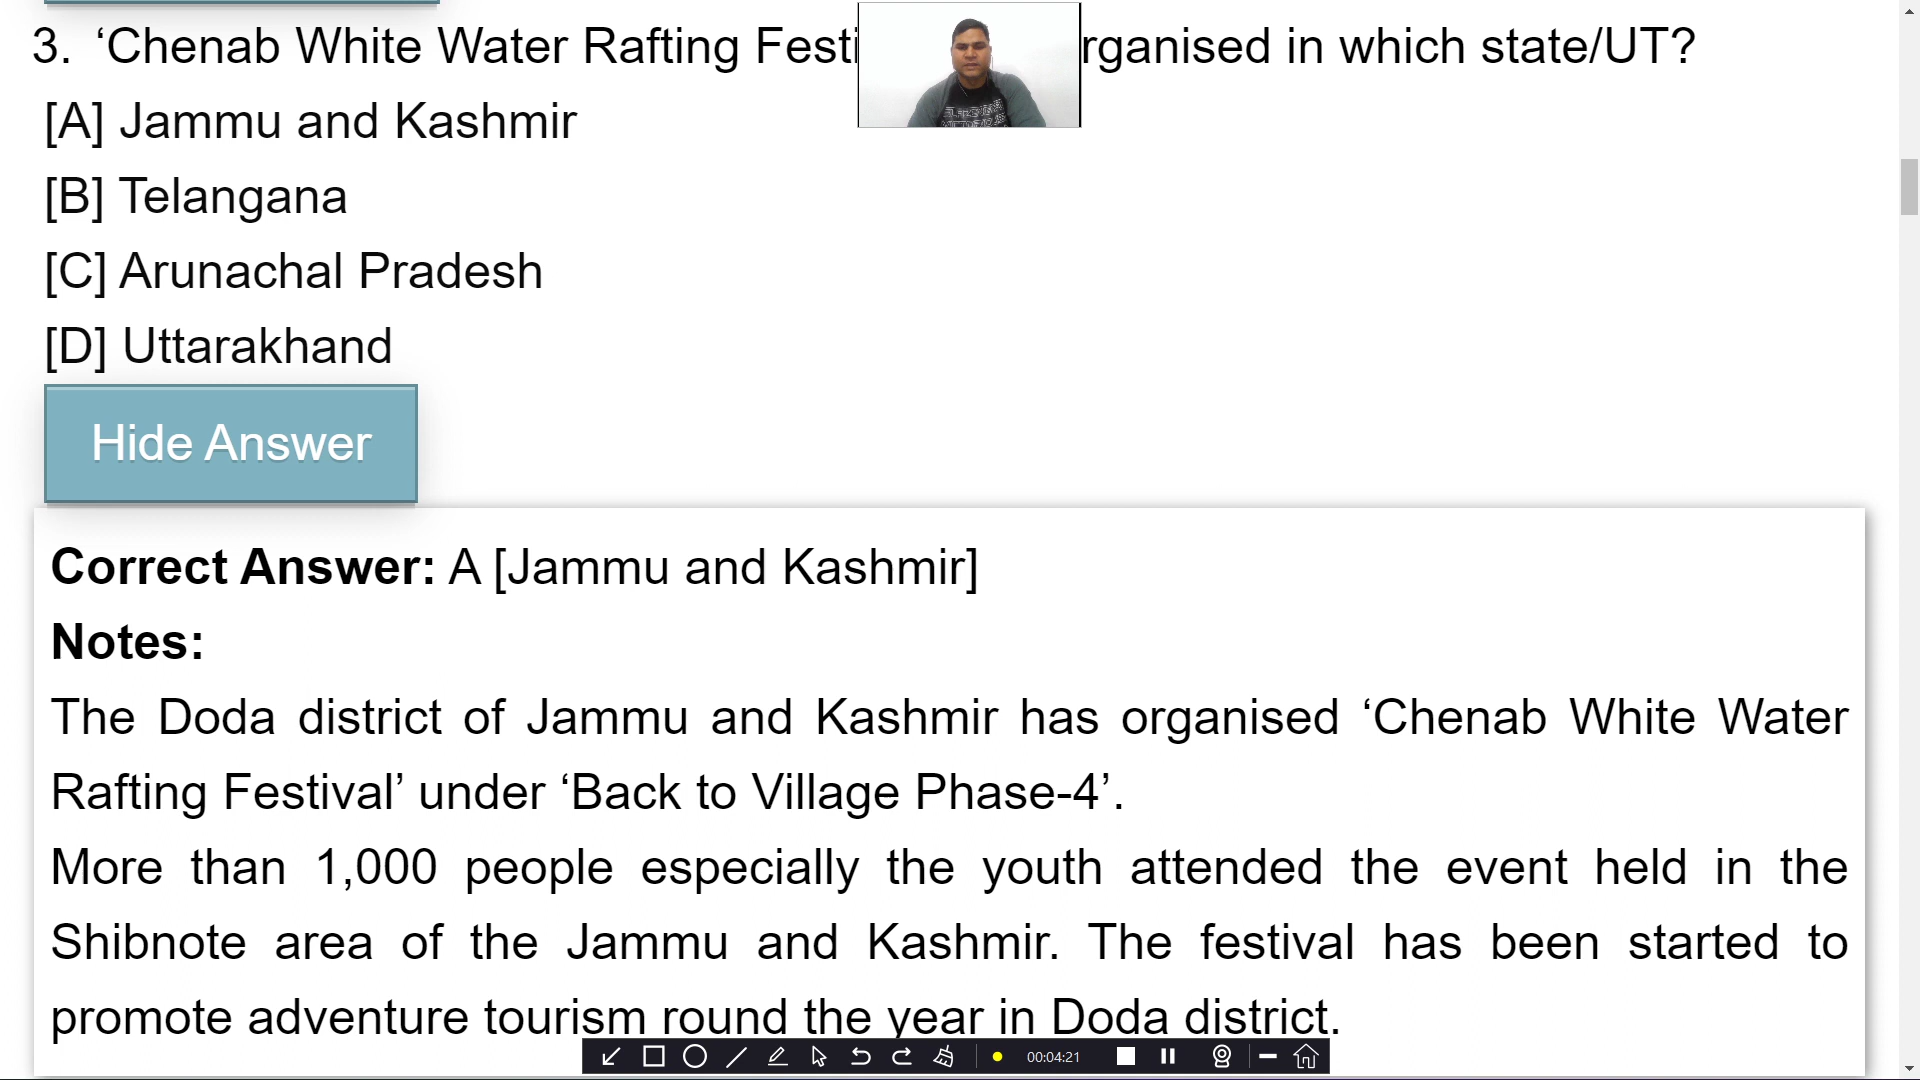 3. ‘Chenab White Water Rafting Festi rganised in which state/UT?
[A] Jammu and Kashmir
[B] Telangana
[C] Arunachal Pradesh
[D] Uttarakhand
Hide Answer
Correct Answer: A [Jammu and Kashmir]
Notes:
The Doda district of Jammu and Kashmir has organised ‘Chenab White Water
Rafting Festival’ under ‘Back to Village Phase-4’.
More than 1,000 people especially the youth attended the event held in the
Shibnote area of the Jammu and Kashmir. The festival has been started to
promote adventure tourism round the year in Doda district.
00:04:21